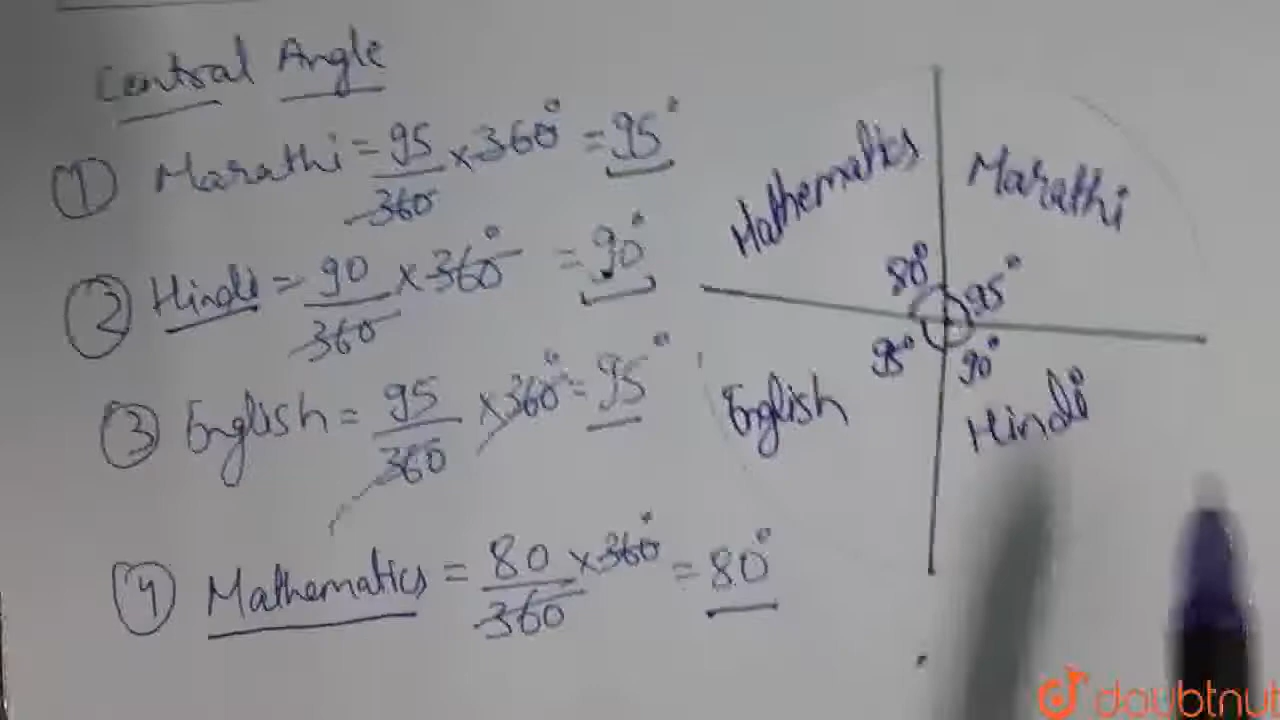 Central Angle
① Marathi = 95/360 × 360° = 95°
② Hindi = 90/360 × 360° = 90°
③ English = 95/360 × 360° = 95°
④ Mathematics = 80/360 × 360° = 80°
Mathematics Marathi
80° 95°
95° 90°
English Hindi
doubtnut